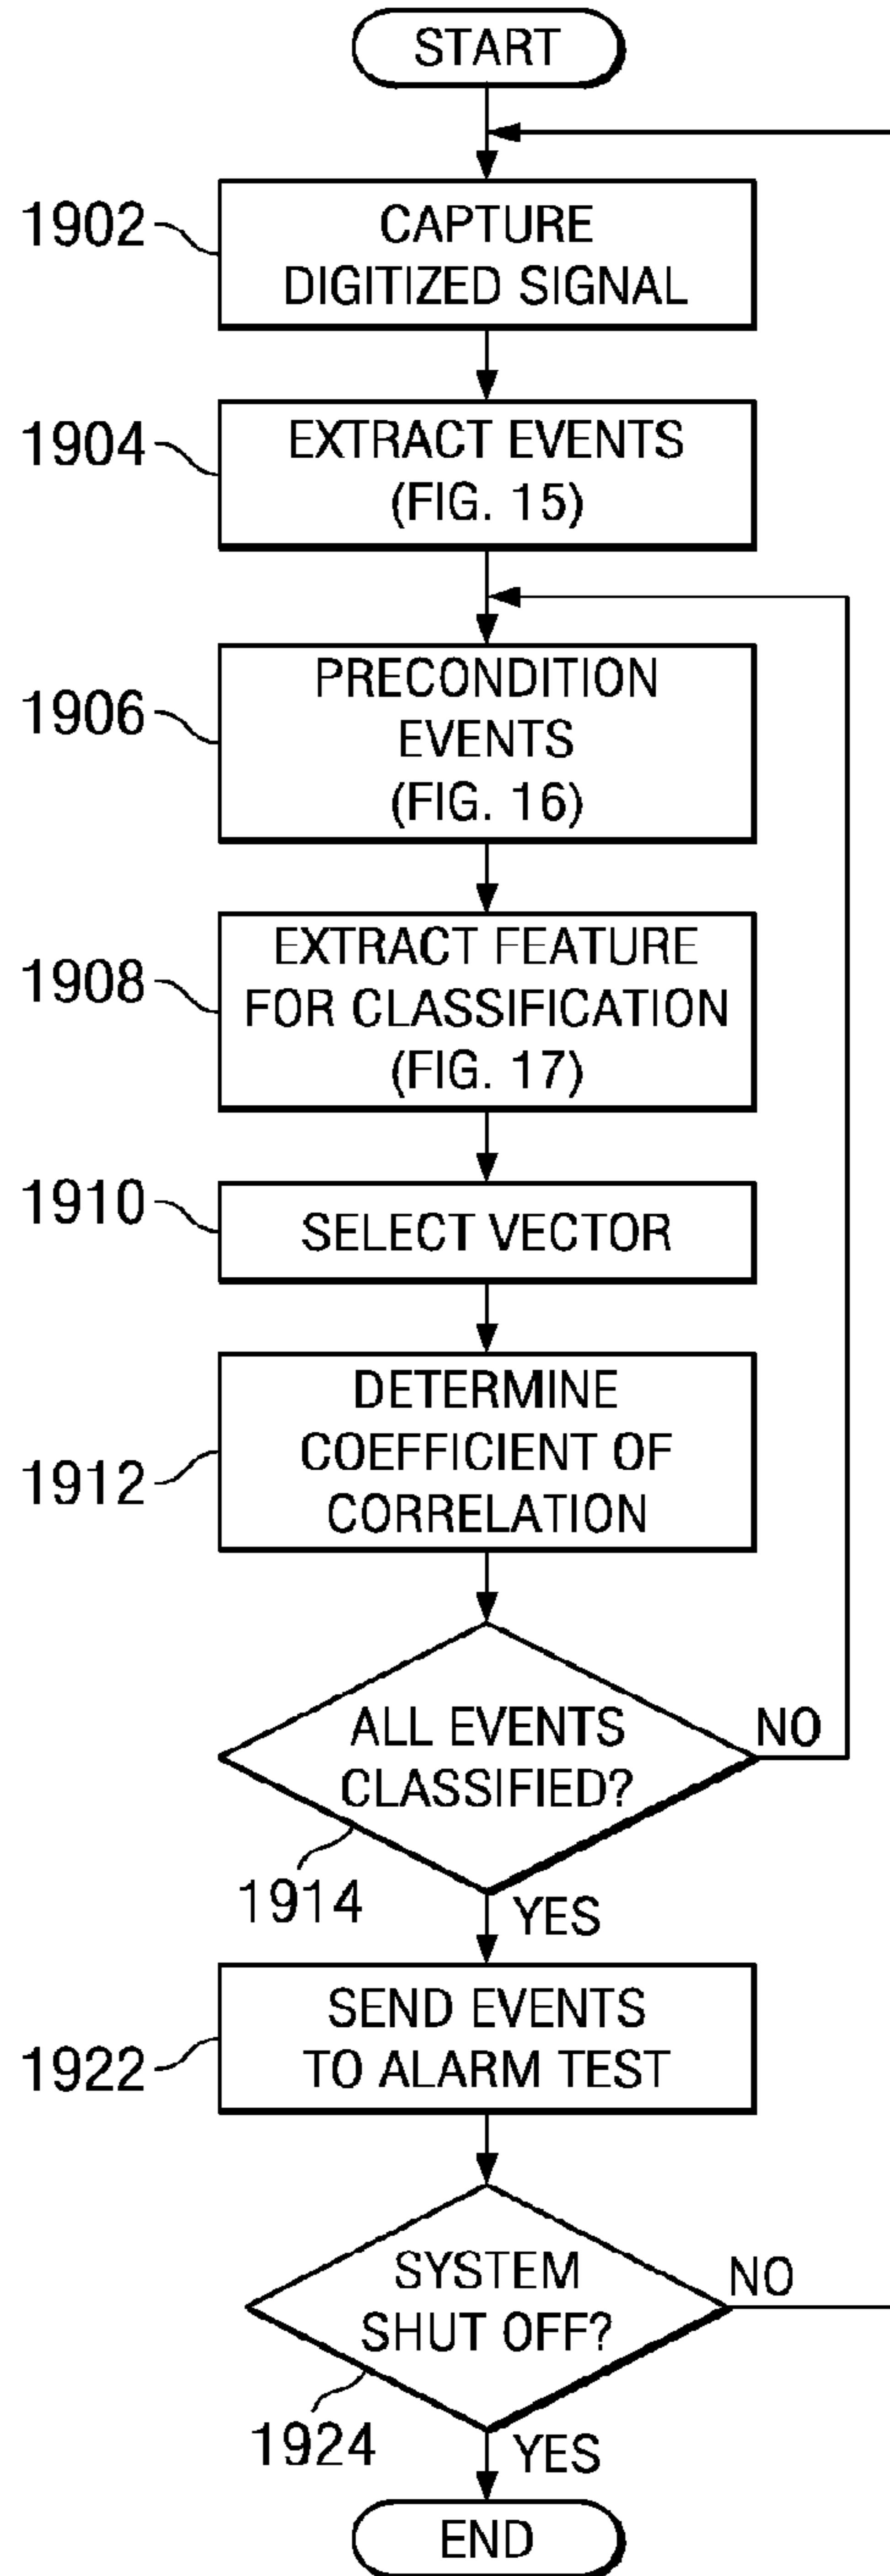 START
1902
CAPTURE
DIGITIZED SIGNAL
1904
EXTRACT EVENTS
(FIG. 15)
1906
PRECONDITION
EVENTS
(FIG. 16)
1908
EXTRACT FEATURE
FOR CLASSIFICATION
(FIG. 17)
1910
SELECT VECTOR
1912
DETERMINE
COEFFICIENT OF
CORRELATION
ALL EVENTS
CLASSIFIED?
NO
1914
YES
1922
SEND EVENTS
TO ALARM TEST
SYSTEM
SHUT OFF?
NO
1924
YES
END